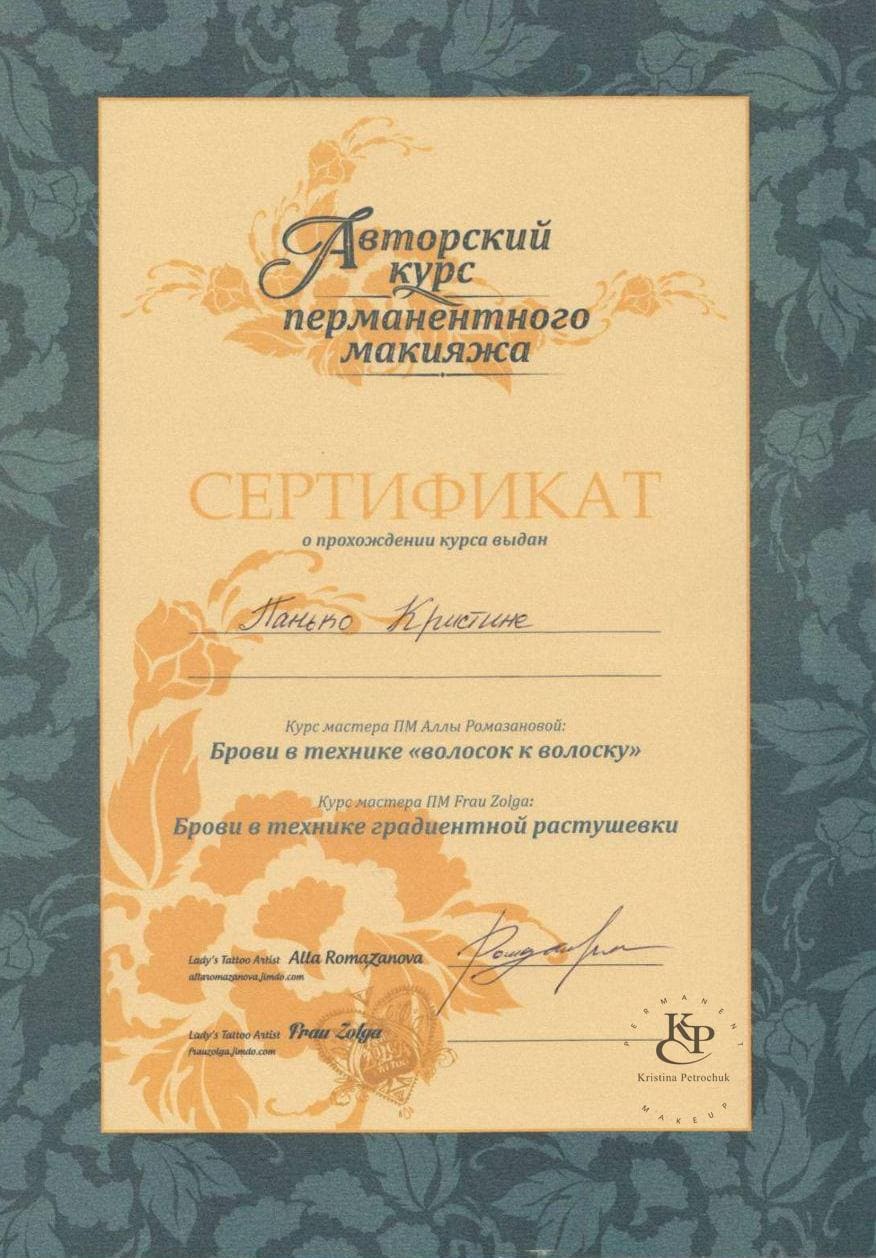 Авторский
курс
перманентного
макияжа
СЕРТИФИКАТ
о прохождении курса выдан
Панько Кристине
Курс мастера ПМ Аллы Ромазановой:
Брови в технике «волосок к волоску»
Курс мастера ПМ Frau Zolga:
Брови в технике градиентной растушевки
Lady's Tattoo Artist Alla Romazanova
allaromazanova.jimdo.com
Lady's Tattoo Artist Frau Zolga
frauzolga.jimdo.com
PERMANENT
KP
Kristina Petrochuk
MAKEUP